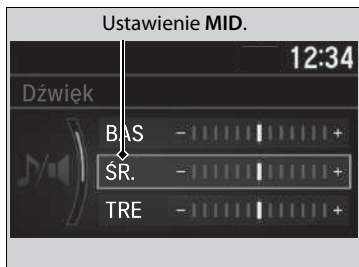 Ustawienie MID.
12:34
Dźwięk
BAS - +
ŚR. - +
TRE - +